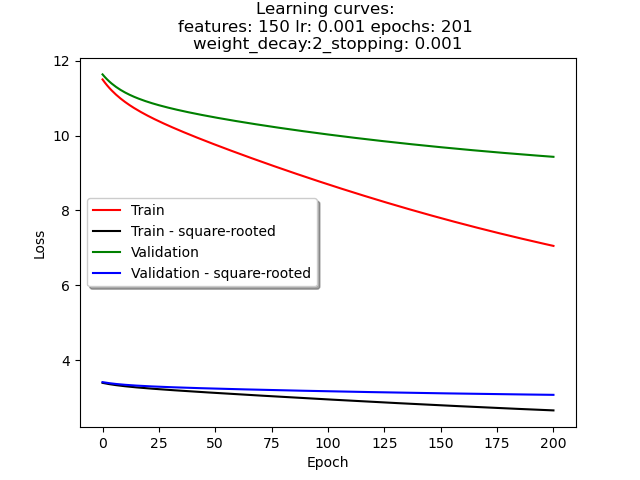 Learning curves:
features: 150 lr: 0.001 epochs: 201
weight_decay:2_stopping: 0.001
12
10
8
6
4
Loss
Train
Train - square-rooted
Validation
Validation - square-rooted
0 25 50 75 100 125 150 175 200
Epoch